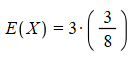 E(X) = 3·(3/8)